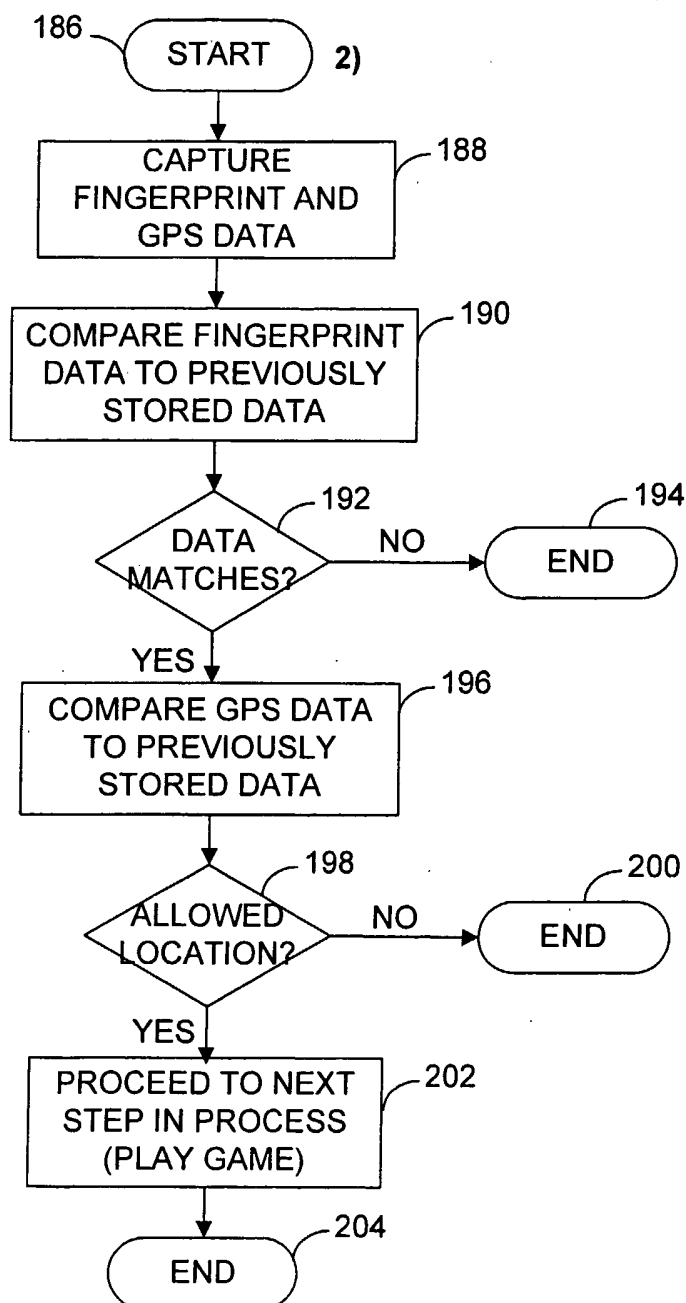 186
START
2)
188
CAPTURE
FINGERPRINT AND
GPS DATA
190
COMPARE FINGERPRINT
DATA TO PREVIOUSLY
STORED DATA
192
DATA
MATCHES?
NO
194
END
YES
196
COMPARE GPS DATA
TO PREVIOUSLY
STORED DATA
198
ALLOWED
LOCATION?
NO
200
END
YES
202
PROCEED TO NEXT
STEP IN PROCESS
(PLAY GAME)
204
END